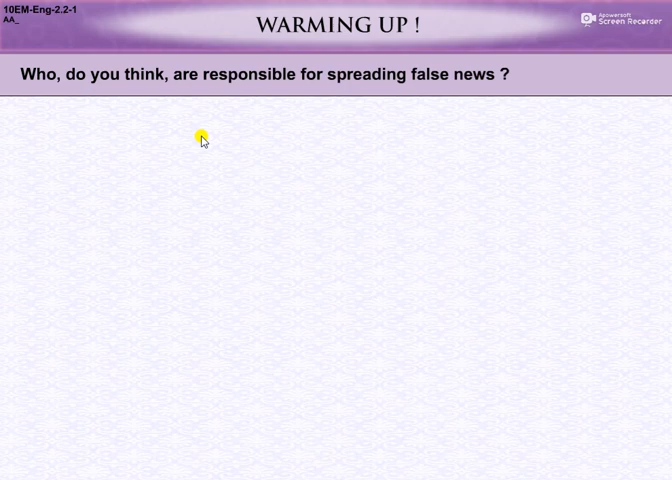 10EM-Eng-2.2-1
AA_
WARMING UP !
Apowersoft
Screen Recorder
Who, do you think, are responsible for spreading false news ?